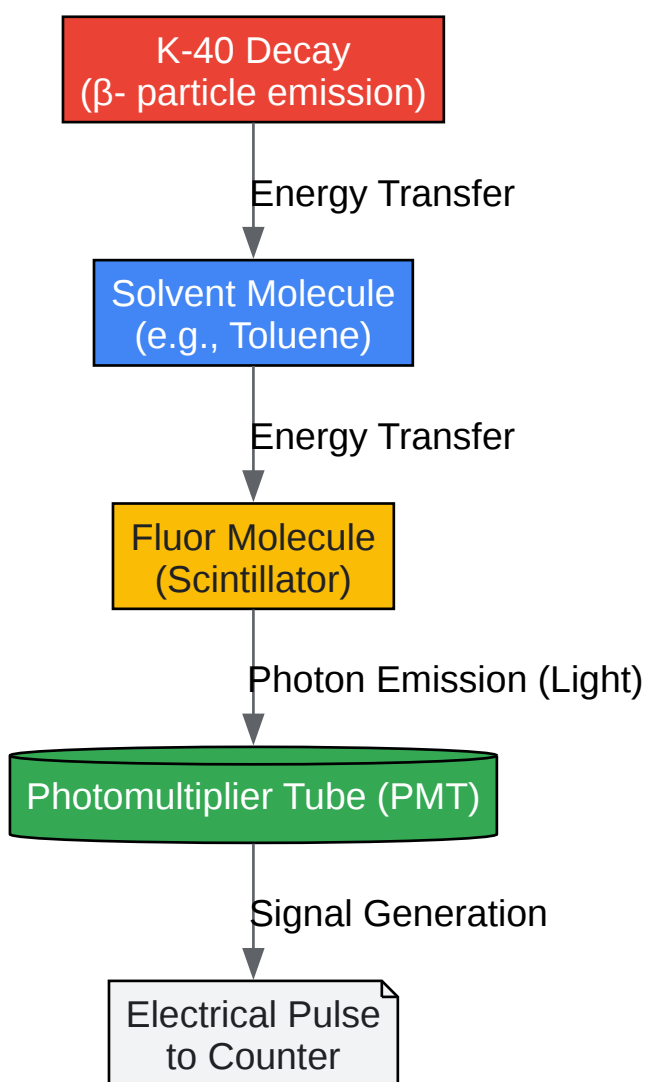 K-40 Decay
(β- particle emission)
Energy Transfer
Solvent Molecule
(e.g., Toluene)
Energy Transfer
Fluor Molecule
(Scintillator)
Photon Emission (Light)
Photomultiplier Tube (PMT)
Signal Generation
Electrical Pulse
to Counter